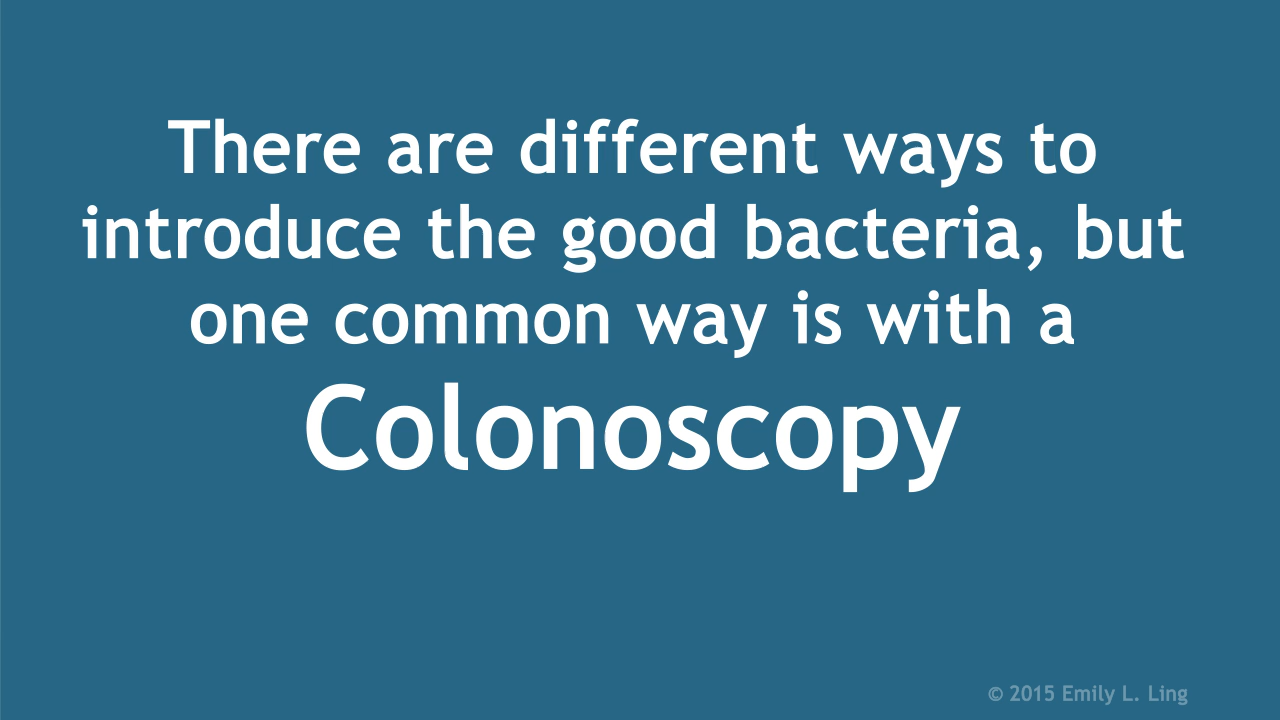 There are different ways to
introduce the good bacteria, but
one common way is with a
Colonoscopy
© 2015 Emily L. Ling